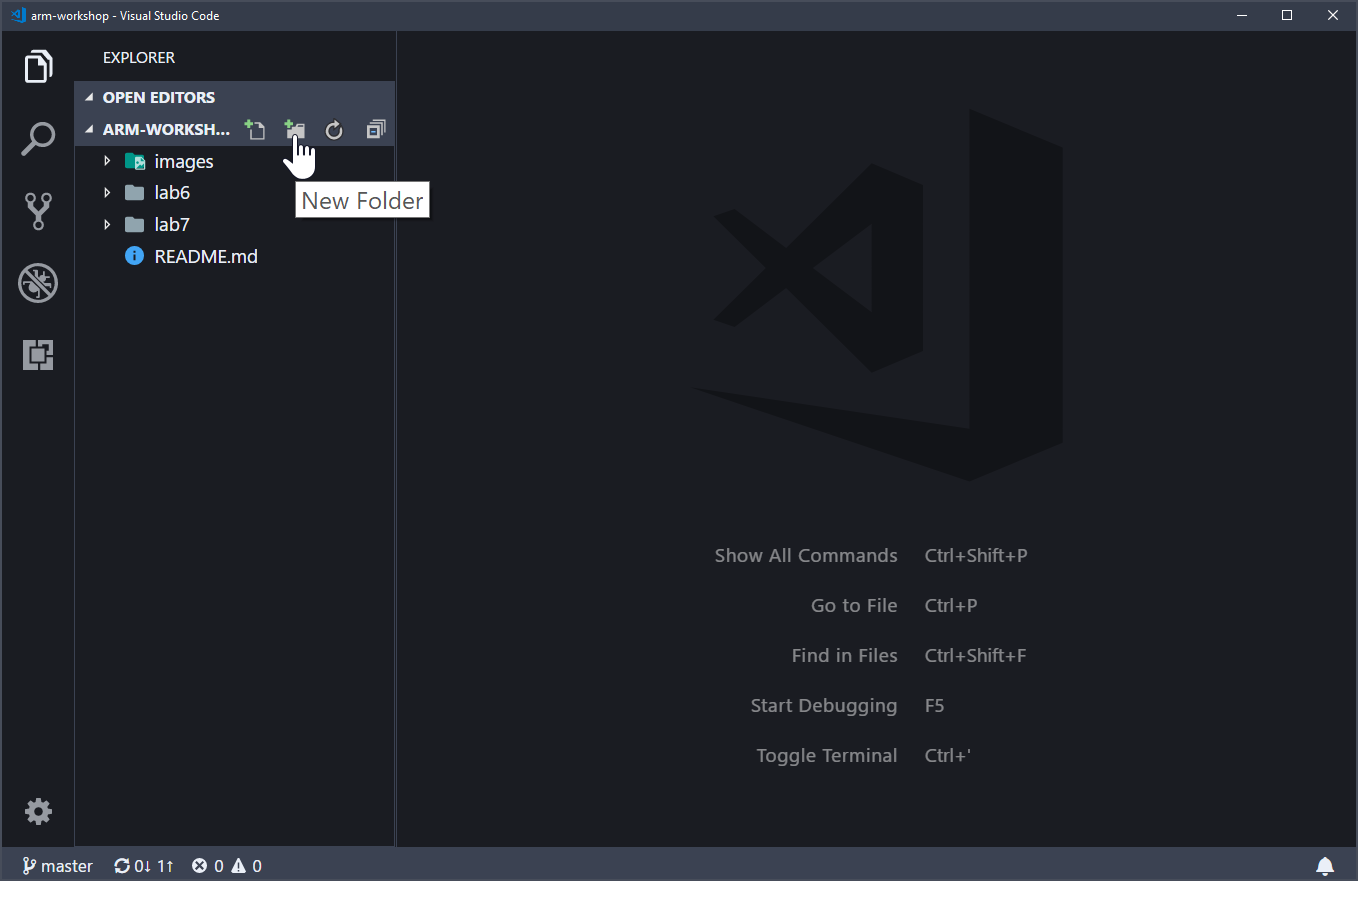 arm-workshop - Visual Studio Code
EXPLORER
OPEN EDITORS
ARM-WORKSH...
images
lab6
New Folder
lab7
README.md
Show All Commands Ctrl+Shift+P
Go to File Ctrl+P
Find in Files Ctrl+Shift+F
Start Debugging F5
Toggle Terminal Ctrl+'
master 0↓ 1↑ 0 0